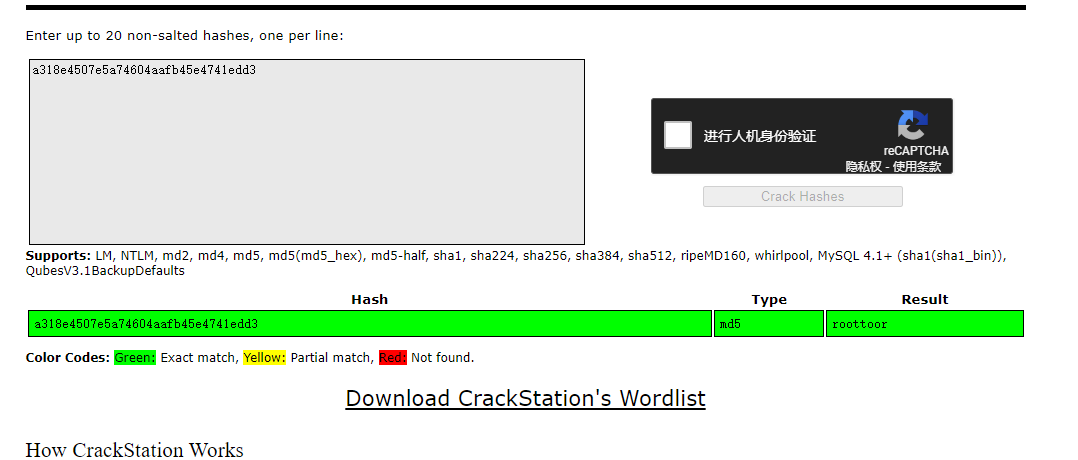 Enter up to 20 non-salted hashes, one per line:
a318e4507e5a74604aafb45e4741edd3
进行人机身份验证
reCAPTCHA
隐私权 - 使用条款
Crack Hashes
Supports: LM, NTLM, md2, md4, md5, md5(md5_hex), md5-half, sha1, sha224, sha256, sha384, sha512, ripeMD160, whirlpool, MySQL 4.1+ (sha1(sha1_bin)),
QubesV3.1BackupDefaults
Hash Type Result
a318e4507e5a74604aafb45e4741edd3 md5 roottoor
Color Codes: Green: Exact match, Yellow: Partial match, Red: Not found.
Download CrackStation's Wordlist
How CrackStation Works